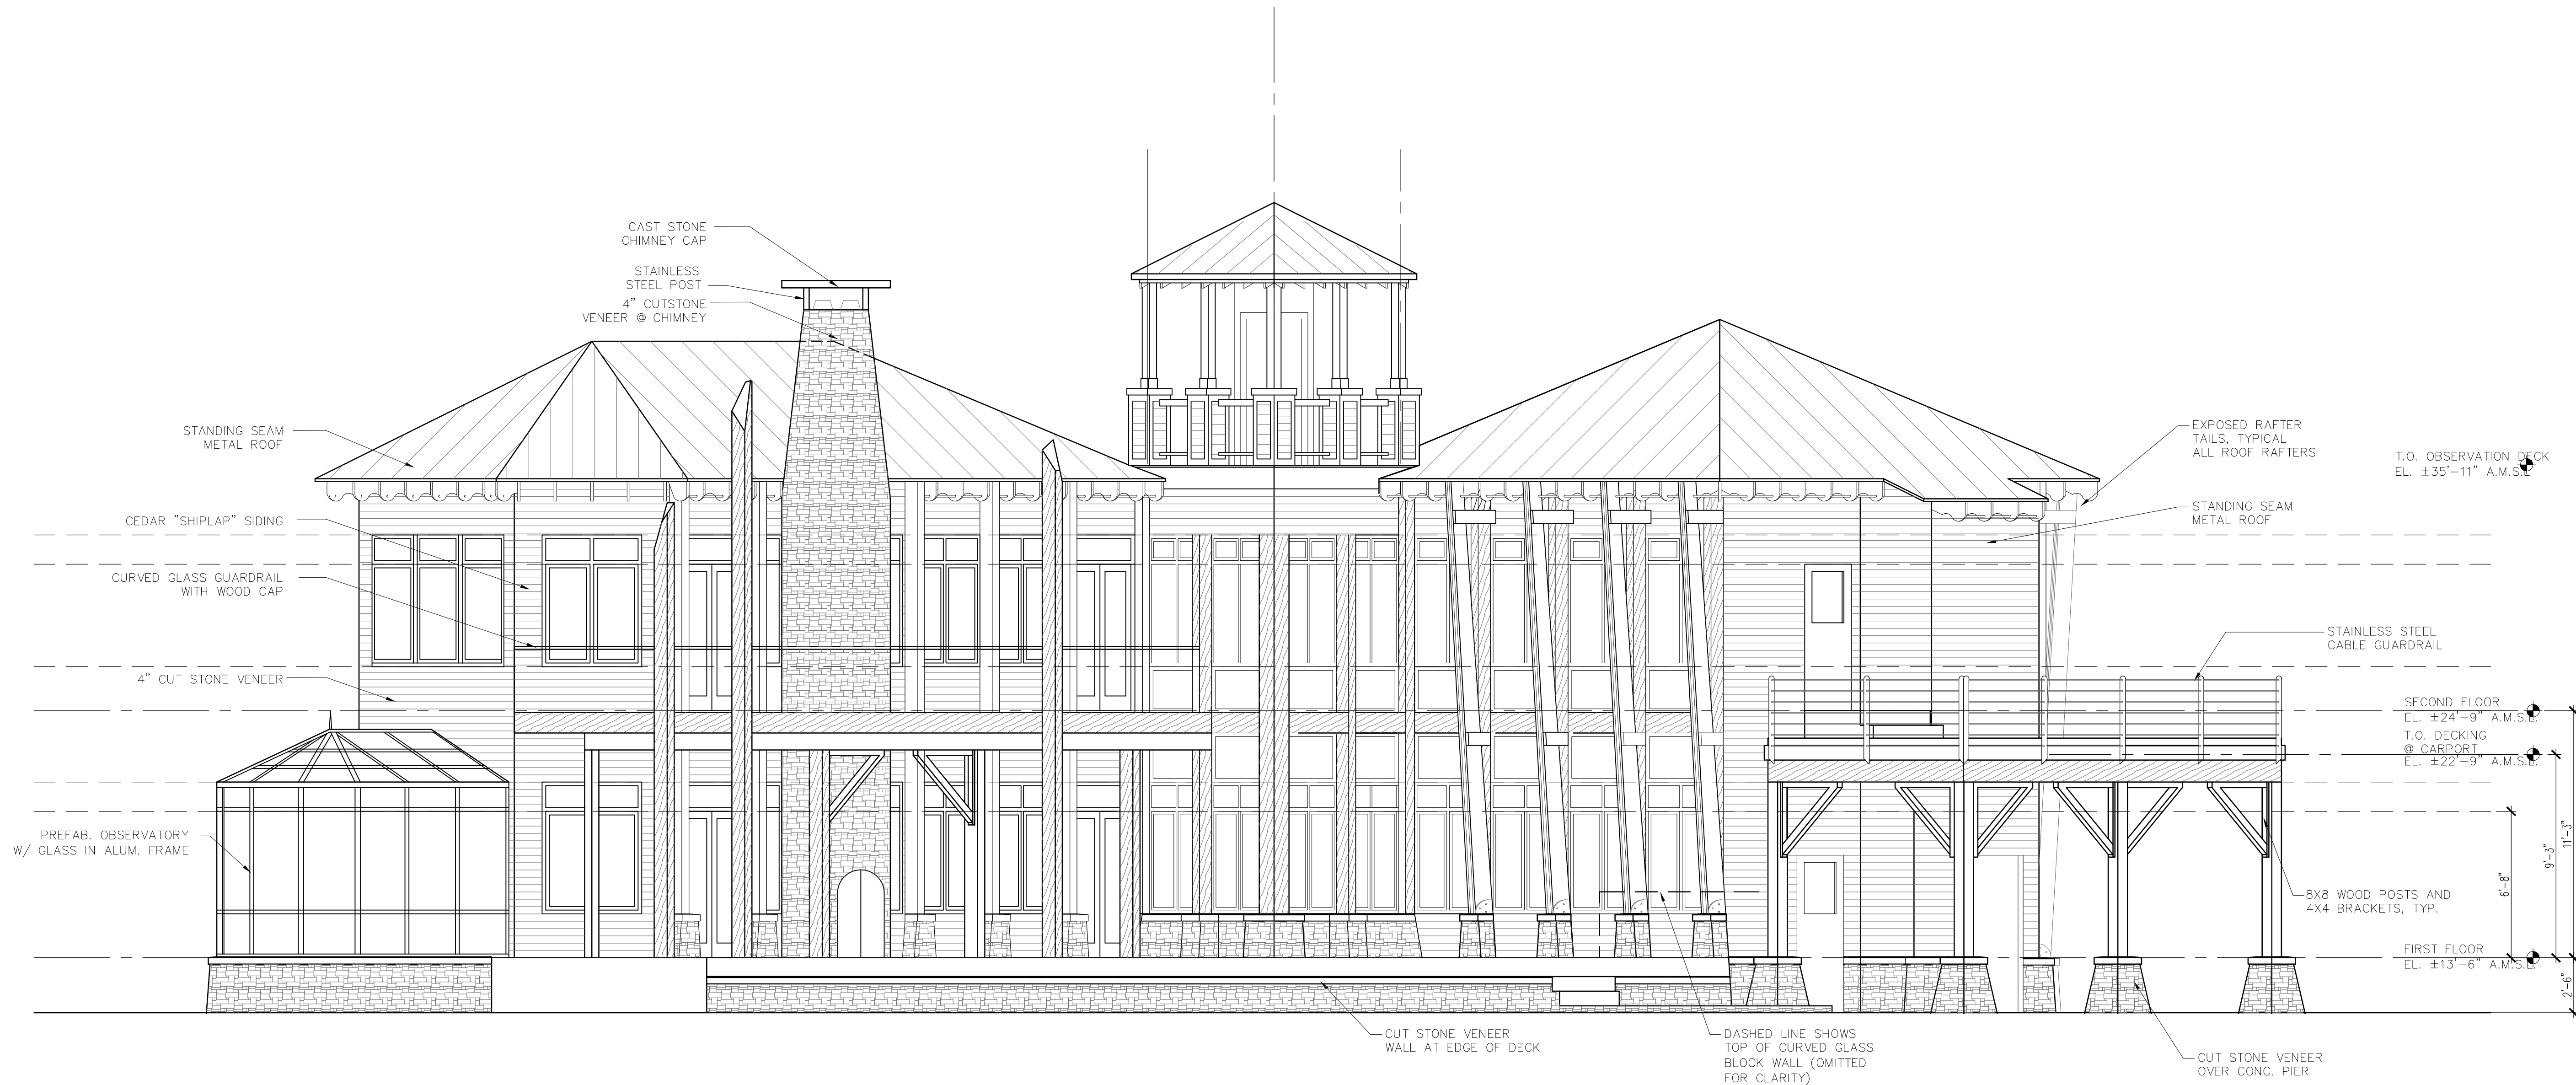 CAST STONE
CHIMNEY CAP
STAINLESS
STEEL POST
4” CUTSTONE
VENEER @ CHIMNEY
STANDING SEAM
METAL ROOF
CEDAR ”SHIPLAP” SIDING
CURVED GLASS GUARDRAIL
WITH WOOD CAP
4” CUT STONE VENEER
PREFAB. OBSERVATORY
W/ GLASS IN ALUM. FRAME
EXPOSED RAFTER
TAILS, TYPICAL
ALL ROOF RAFTERS
T.O. OBSERVATION DECK
EL. ±35’-11” A.M.S.L
STANDING SEAM
METAL ROOF
STAINLESS STEEL
CABLE GUARDRAIL
SECOND FLOOR
EL. ±24’-9” A.M.S.L.
T.O. DECKING
@ CARPORT
EL. ±22’-9” A.M.S.L.
11’-3”
9’-3”
6’-8”
8X8 WOOD POSTS AND
4X4 BRACKETS, TYP.
FIRST FLOOR
EL. ±13’-6” A.M.S.L.
2’-6”
CUT STONE VENEER
WALL AT EDGE OF DECK
DASHED LINE SHOWS
TOP OF CURVED GLASS
BLOCK WALL (OMITTED
FOR CLARITY)
CUT STONE VENEER
OVER CONC. PIER